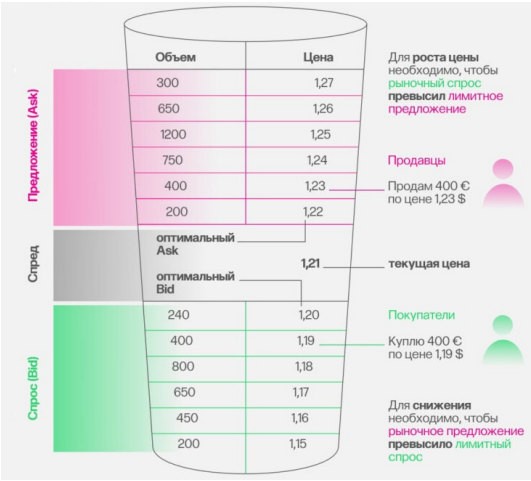 Объем Цена
Для роста цены
необходимо, чтобы
рыночный спрос
превысил лимитное
предложение
Предложение (Ask)
300 1,27
650 1,26
1200 1,25
750 1,24
400 1,23
200 1,22
Продавцы
Продам 400 €
по цене 1,23 $
Спред
оптимальный
Ask
1,21 текущая цена
оптимальный
Bid
Спрос (Bid)
240 1,20
400 1,19
800 1,18
650 1,17
450 1,16
200 1,15
Покупатели
Куплю 400 €
по цене 1,19 $
Для снижения
необходимо, чтобы
рыночное предложение
превысило лимитный
спрос